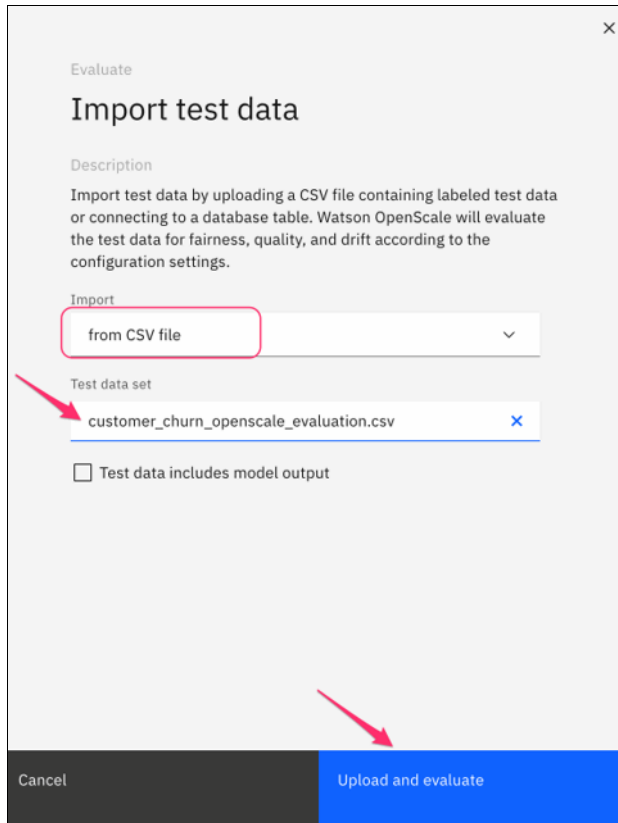 Evaluate
Import test data
Description
Import test data by uploading a CSV file containing labeled test data
or connecting to a database table. Watson OpenScale will evaluate
the test data for fairness, quality, and drift according to the
configuration settings.
Import
from CSV file
Test data set
customer_churn_openscale_evaluation.csv
Test data includes model output
Cancel
Upload and evaluate